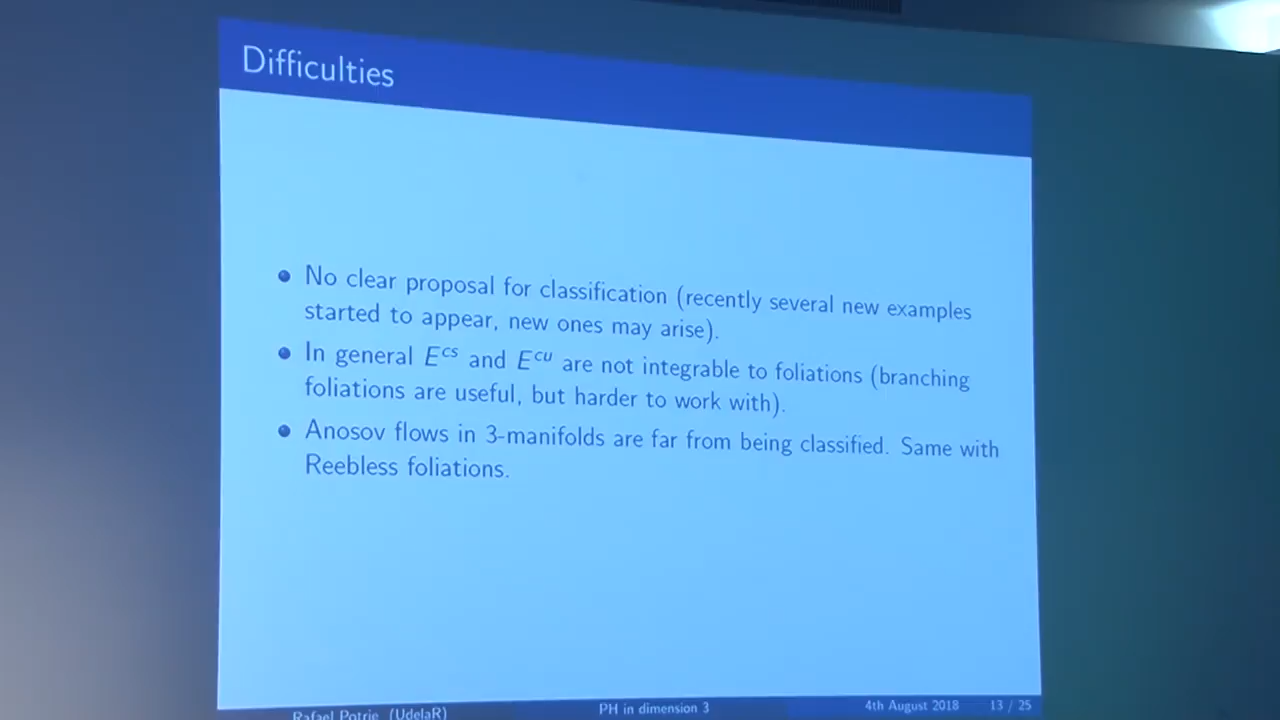 Difficulties
• No clear proposal for classification (recently several new examples
started to appear, new ones may arise).
• In general E^cs and E^cu are not integrable to foliations (branching
foliations are useful, but harder to work with).
• Anosov flows in 3-manifolds are far from being classified. Same with
Reebless foliations.
Rafael Potrie (UdelaR) PH in dimension 3 4th August 2018 13 / 25